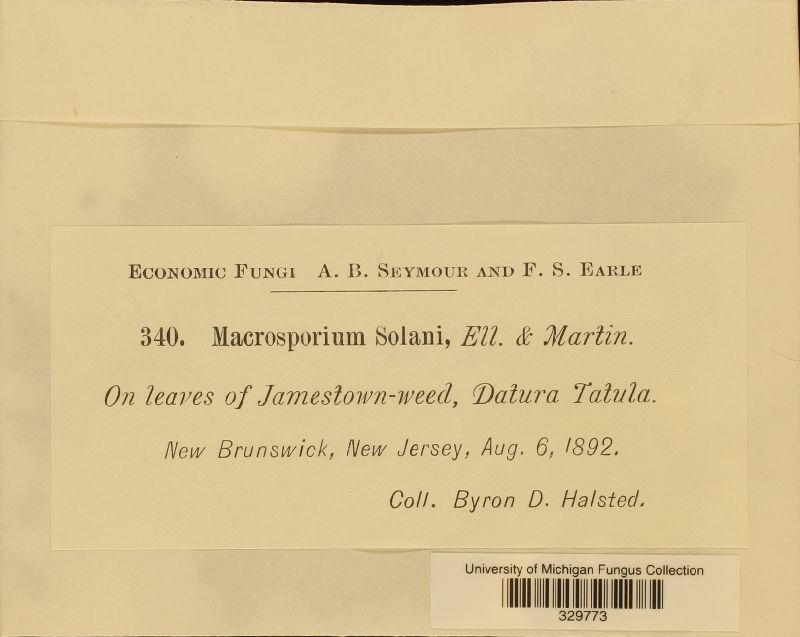 Economic Fungi A. B. Seymour and F. S. Earle
340. Macrosporium Solani, Ell. & Martin.
On leaves of Jamestown-weed, Datura Tatula.
New Brunswick, New Jersey, Aug. 6, 1892.
Coll. Byron D. Halsted.
University of Michigan Fungus Collection
329773